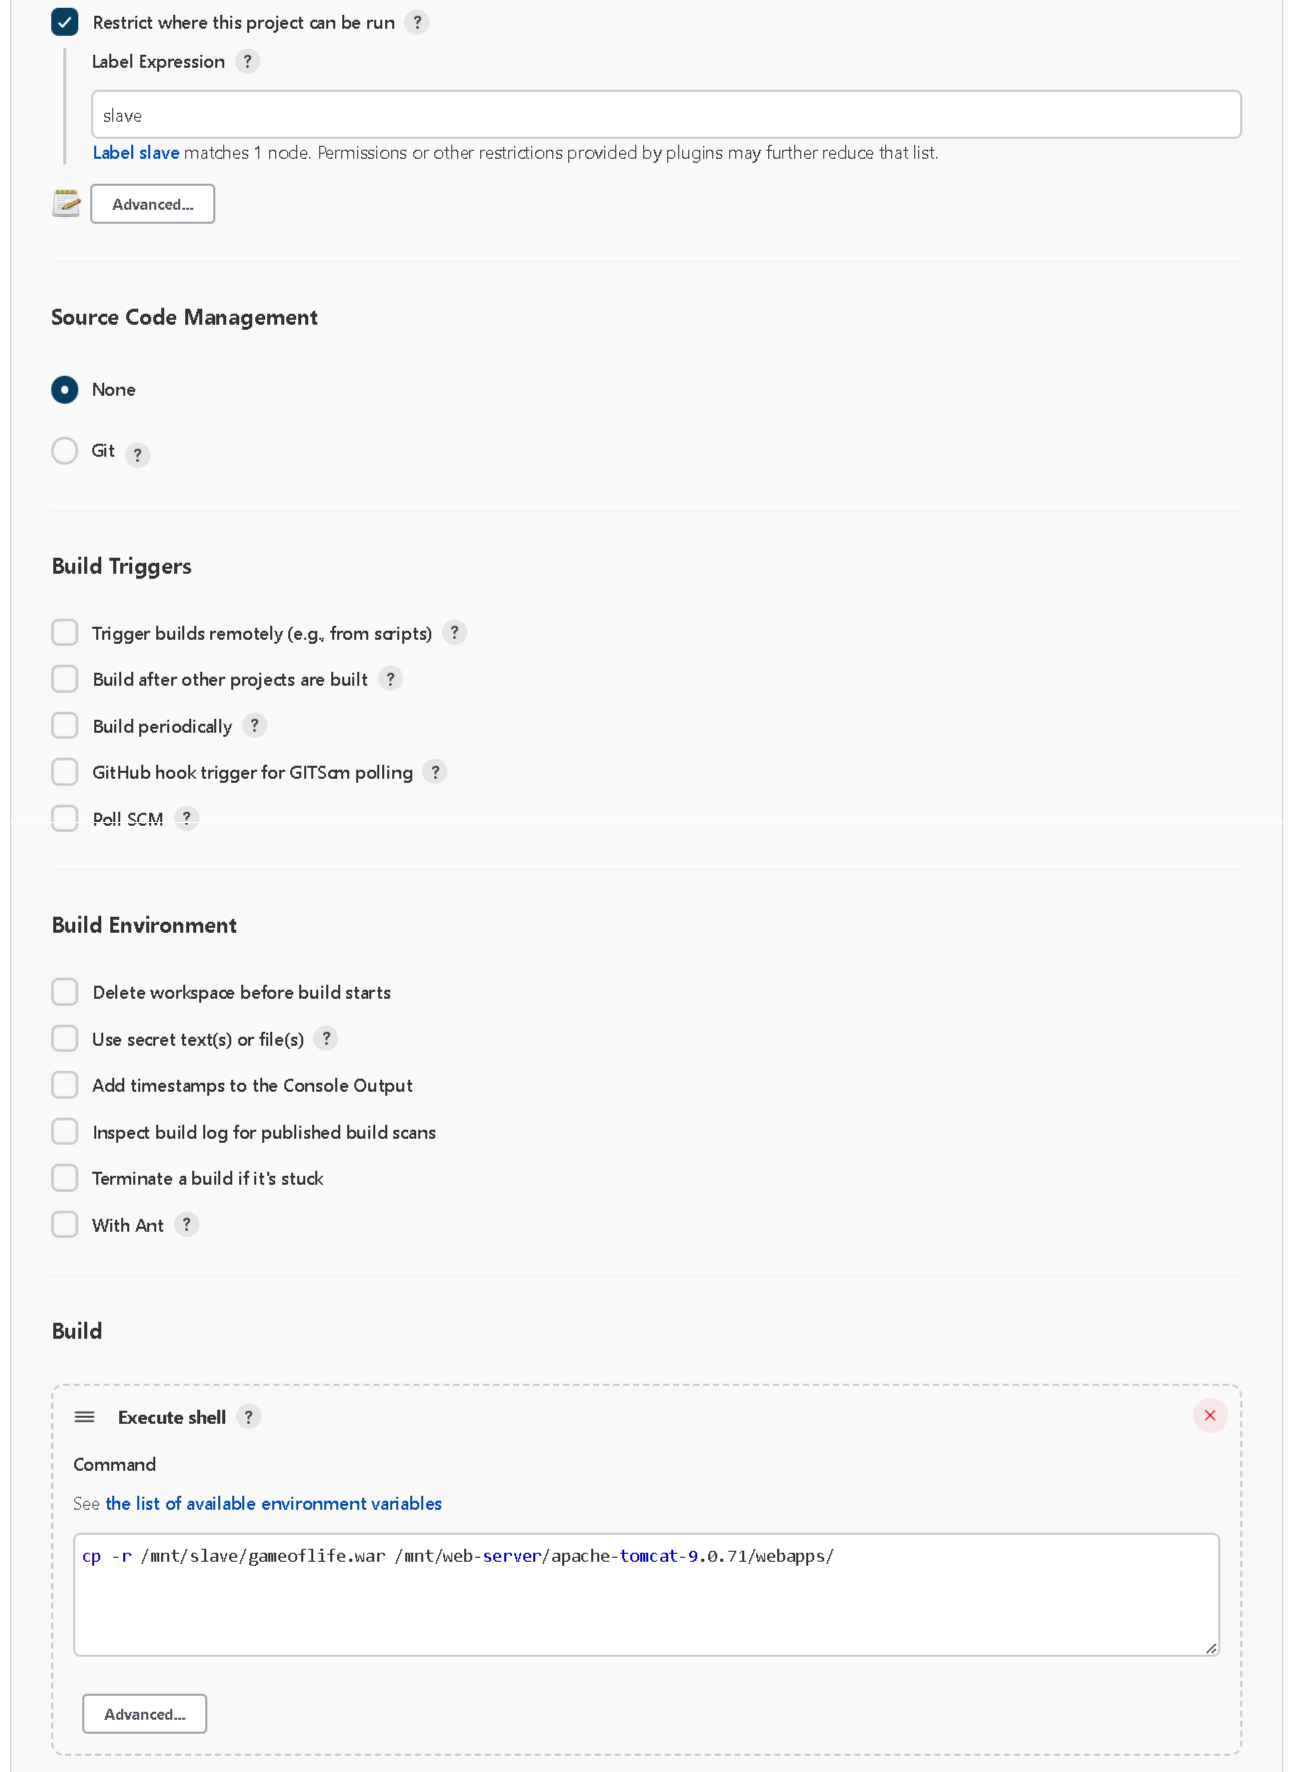 Restrict where this project can be run ?
Label Expression ?
slave
Label slave matches 1 node. Permissions or other restrictions provided by plugins may further reduce that list.
Advanced...
Source Code Management
None
Git ?
Build Triggers
Trigger builds remotely (e.g., from scripts) ?
Build after other projects are built ?
Build periodically ?
GitHub hook trigger for GITScm polling ?
Poll SCM ?
Build Environment
Delete workspace before build starts
Use secret text(s) or file(s) ?
Add timestamps to the Console Output
Inspect build log for published build scans
Terminate a build if it's stuck
With Ant ?
Build
Execute shell ?
Command
See the list of available environment variables
cp -r /mnt/slave/gameoflife.war /mnt/web-server/apache-tomcat-9.0.71/webapps/
Advanced...